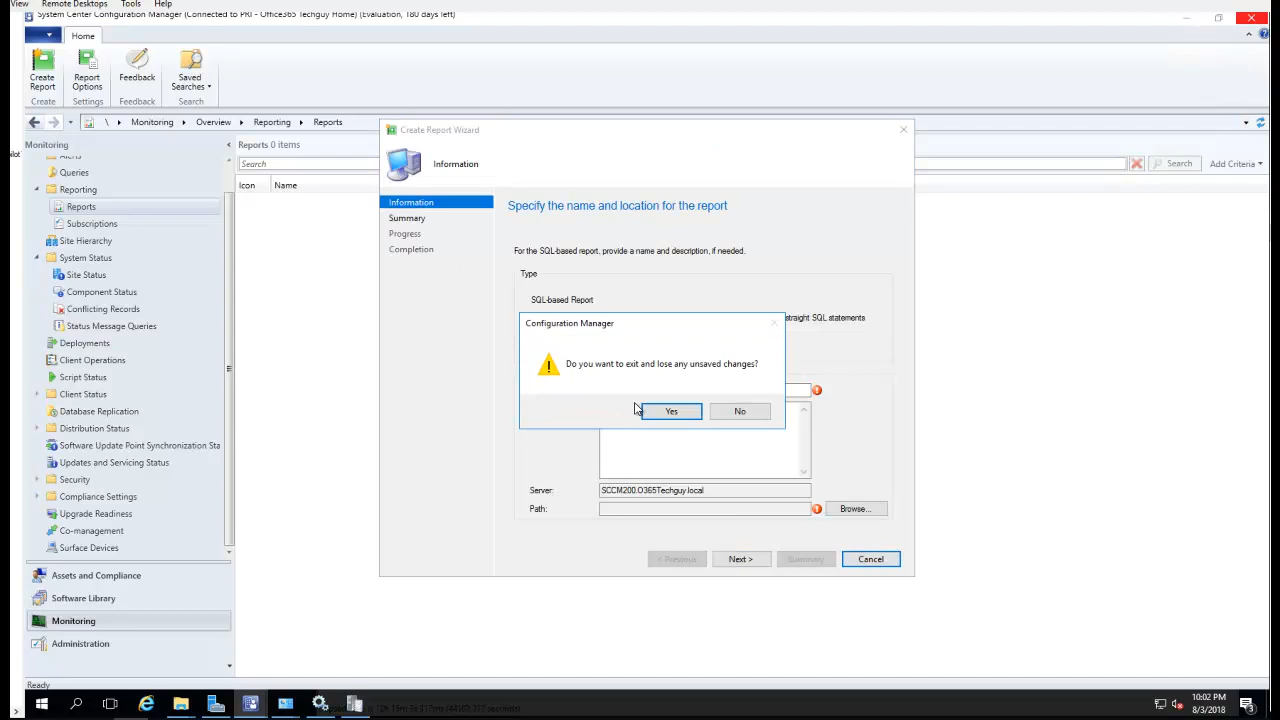 View Remote Desktops Tools Help
System Center Configuration Manager (Connected to PRI - Office365 Techguy Home) (Evaluation, 180 days left)
Home
Create Report
Report Options
Feedback
Saved Searches
Create
Settings
Feedback
Search
\ Monitoring Overview Reporting Reports
Monitoring
Reports 0 items
Search
Search
Add Criteria
Icon
Name
Alerts
Queries
Reporting
Reports
Subscriptions
Site Hierarchy
System Status
Site Status
Component Status
Conflicting Records
Status Message Queries
Deployments
Client Operations
Script Status
Client Status
Database Replication
Distribution Status
Software Update Point Synchronization Sta
Updates and Servicing Status
Security
Compliance Settings
Upgrade Readiness
Co-management
Surface Devices
Assets and Compliance
Software Library
Monitoring
Administration
Create Report Wizard
Information
Information
Summary
Progress
Completion
Specify the name and location for the report
For the SQL-based report, provide a name and description, if needed.
Type
SQL-based Report
straight SQL statements
Configuration Manager
Do you want to exit and lose any unsaved changes?
Yes
No
Server:
SCCM200.O365Techguy.local
Path:
Browse...
< Previous
Next >
Summary
Cancel
Ready
10:02 PM
8/3/2018